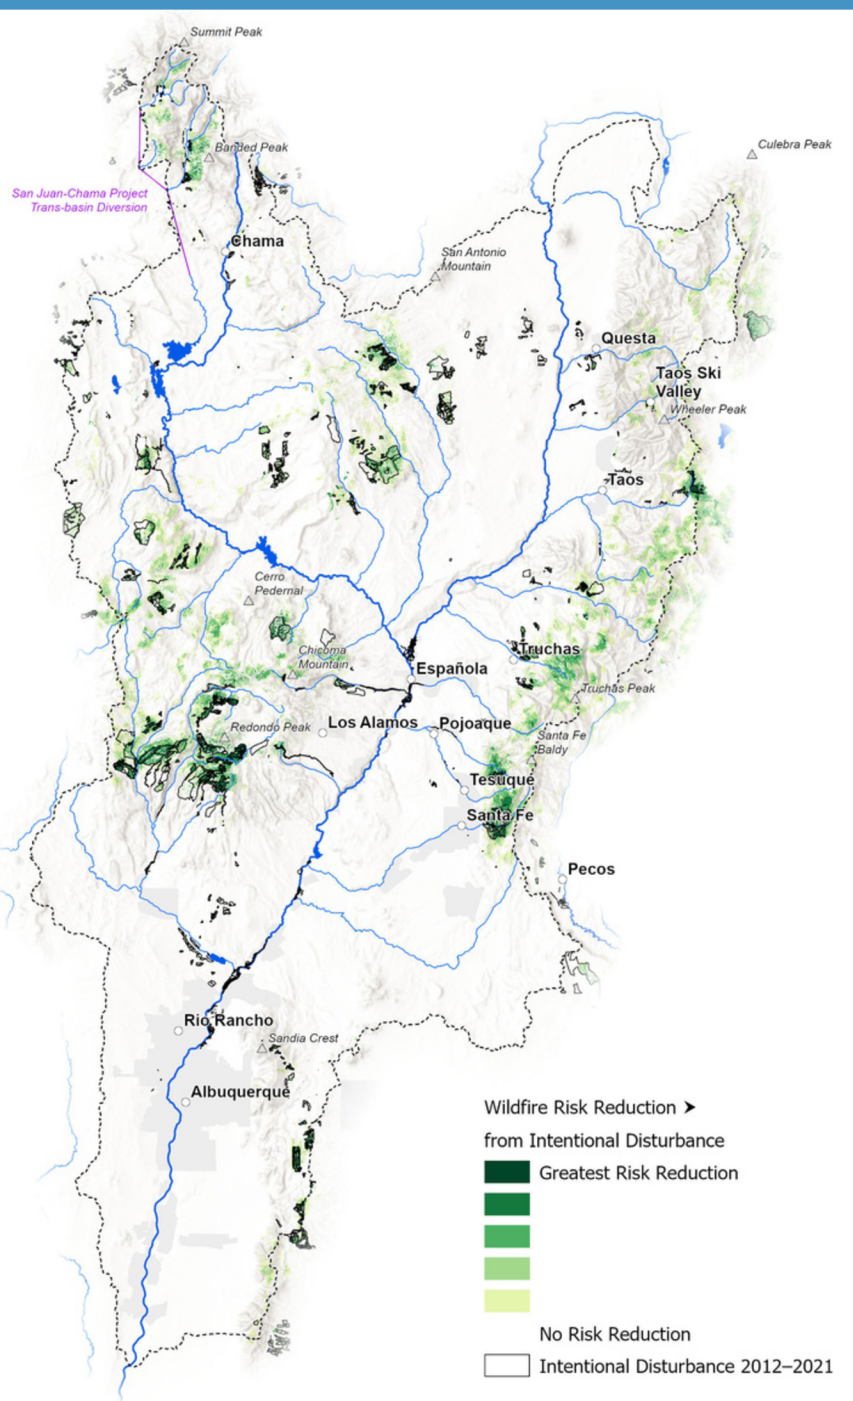 Summit Peak
Culebra Peak
Banded Peak
San Juan-Chama Project
Trans-basin Diversion
Chama
San Antonio
Mountain
Questa
Taos Ski
Valley
Wheeler Peak
Taos
Cerro
Pedernal
Chicoma
Mountain
Truchas
Española
Truchas Peak
Redondo Peak
Los Alamos
Pojoaque
Santa Fe
Baldy
Tesuque
Santa Fe
Pecos
Rio Rancho
Sandia Crest
Albuquerque
Wildfire Risk Reduction ➤
from Intentional Disturbance
Greatest Risk Reduction
No Risk Reduction
Intentional Disturbance 2012–2021